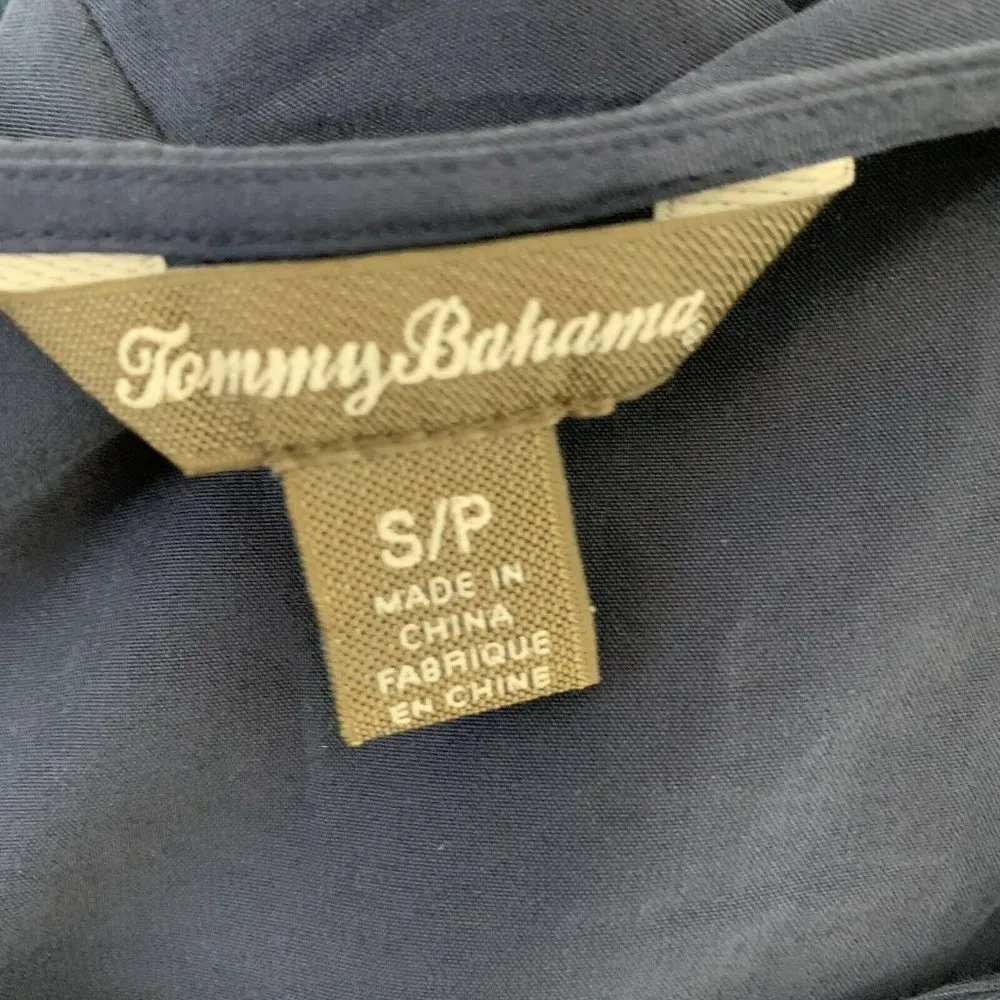 Tommy Bahama
S/P
MADE IN
CHINA
FABRIQUE
EN CHINE